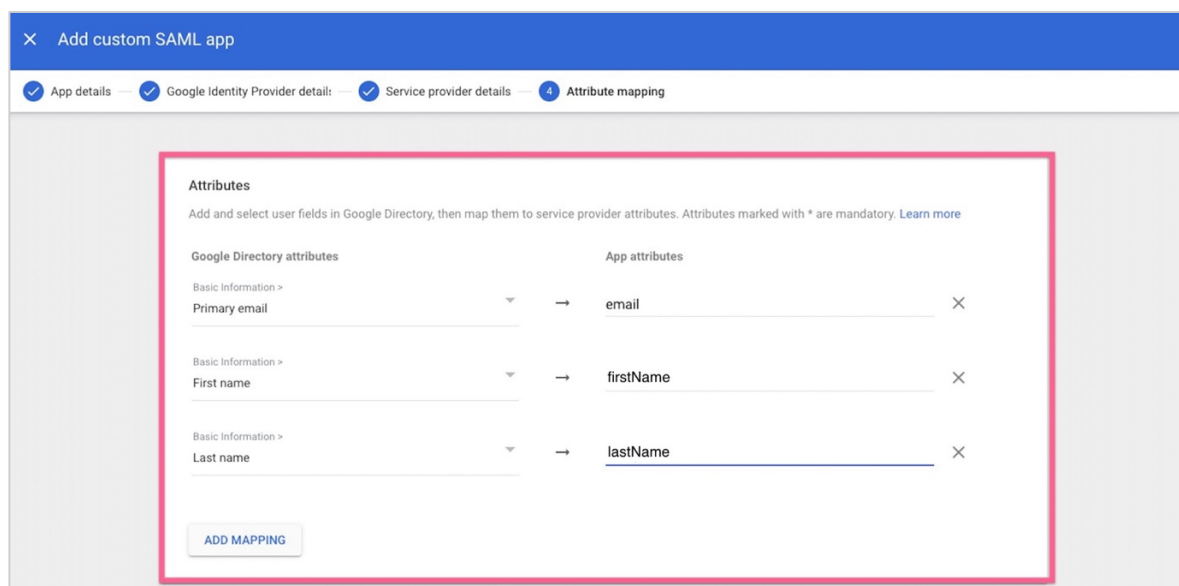 Add custom SAML app
App details Google Identity Provider detail: Service provider details 4 Attribute mapping
Attributes
Add and select user fields in Google Directory, then map them to service provider attributes. Attributes marked with * are mandatory. Learn more
Google Directory attributes App attributes
Basic Information >
Primary email → email
Basic Information >
First name → firstName
Basic Information >
Last name → lastName
ADD MAPPING